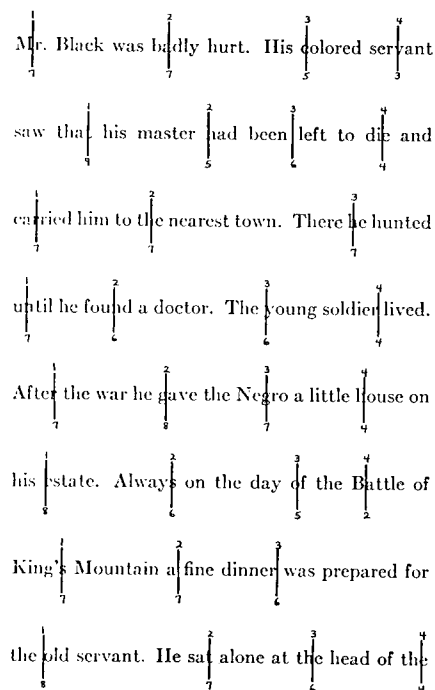 Mr. Black was badly hurt. His colored servant
saw that his master had been left to die and
carried him to the nearest town. There he hunted
until he found a doctor. The young soldier lived.
After the war he gave the Negro a little house on
his estate. Always on the day of the Battle of
King's Mountain a fine dinner was prepared for
the old servant. He sat alone at the head of the